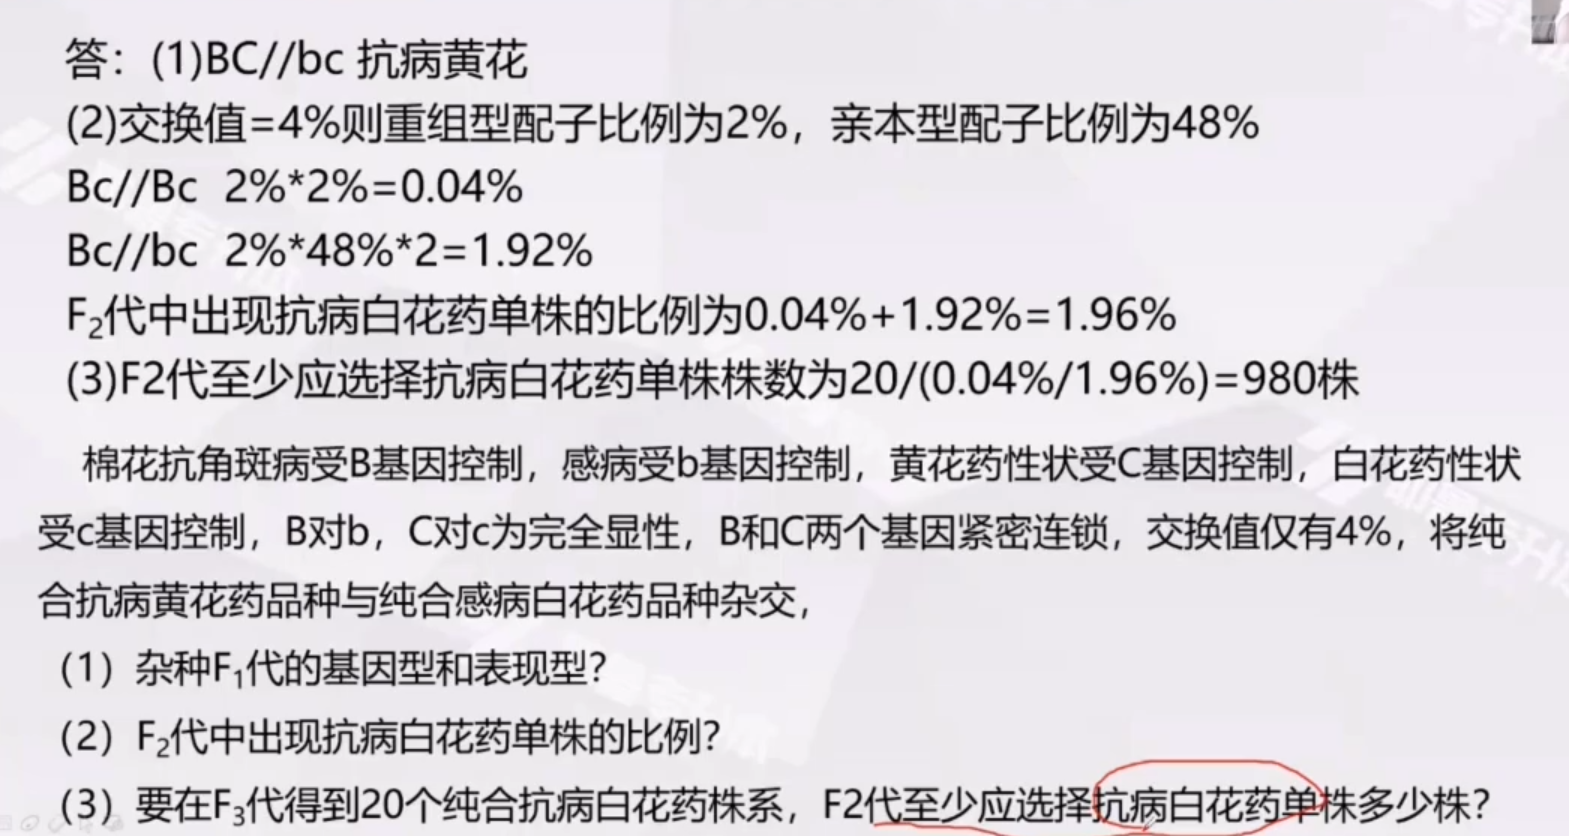 答：(1)BC//bc 抗病黄花
(2)交换值=4%则重组型配子比例为2%，亲本型配子比例为48%
Bc//Bc 2%*2%=0.04%
Bc//bc 2%*48%*2=1.92%
F₂代中出现抗病白花药单株的比例为0.04%+1.92%=1.96%
(3)F2代至少应选择抗病白花药单株株数为20/(0.04%/1.96%)=980株
棉花抗角斑病受B基因控制，感病受b基因控制，黄花药性状受C基因控制，白花药性状
受c基因控制，B对b，C对c为完全显性，B和C两个基因紧密连锁，交换值仅有4%，将纯
合抗病黄花药品种与纯合感病白花药品种杂交，
（1）杂种F₁代的基因型和表现型？
（2）F₂代中出现抗病白花药单株的比例？
（3）要在F₃代得到20个纯合抗病白花药株系，F2代至少应选择抗病白花药单株多少株？